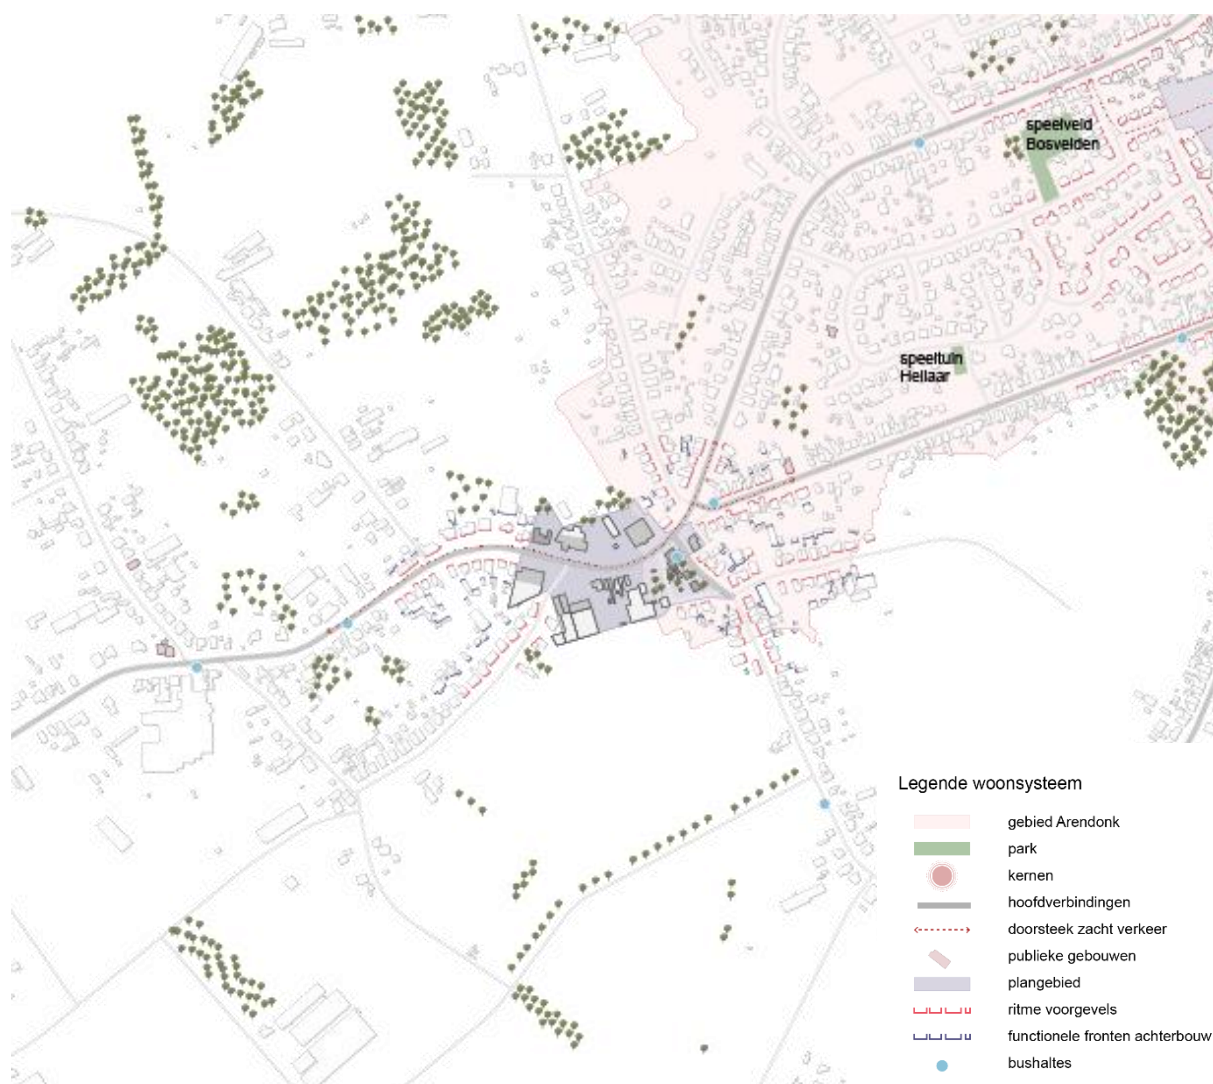 speelveld
Bosvelden
speeltuin
Hellaar
Legende woonsysteem
gebied Arendonk
park
kernen
hoofdverbindingen
doorsteek zacht verkeer
publieke gebouwen
plangebied
ritme voorgevels
functionele fronten achterbouw
bushaltes